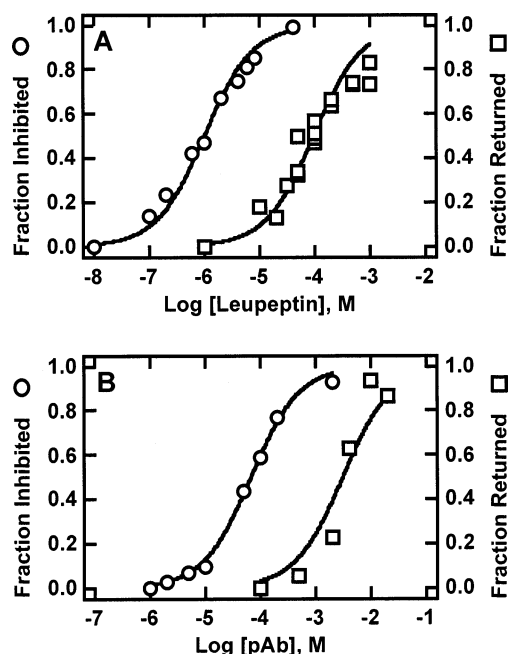 A
Fraction Inhibited
1.0
0.8
0.6
0.4
0.2
0.0
1.0
0.8
0.6
0.4
0.2
0.0
Fraction Returned
-8 -7 -6 -5 -4 -3 -2
Log [Leupeptin], M
B
Fraction Inhibited
1.0
0.8
0.6
0.4
0.2
0.0
1.0
0.8
0.6
0.4
0.2
0.0
Fraction Returned
-7 -6 -5 -4 -3 -2 -1
Log [pAb], M